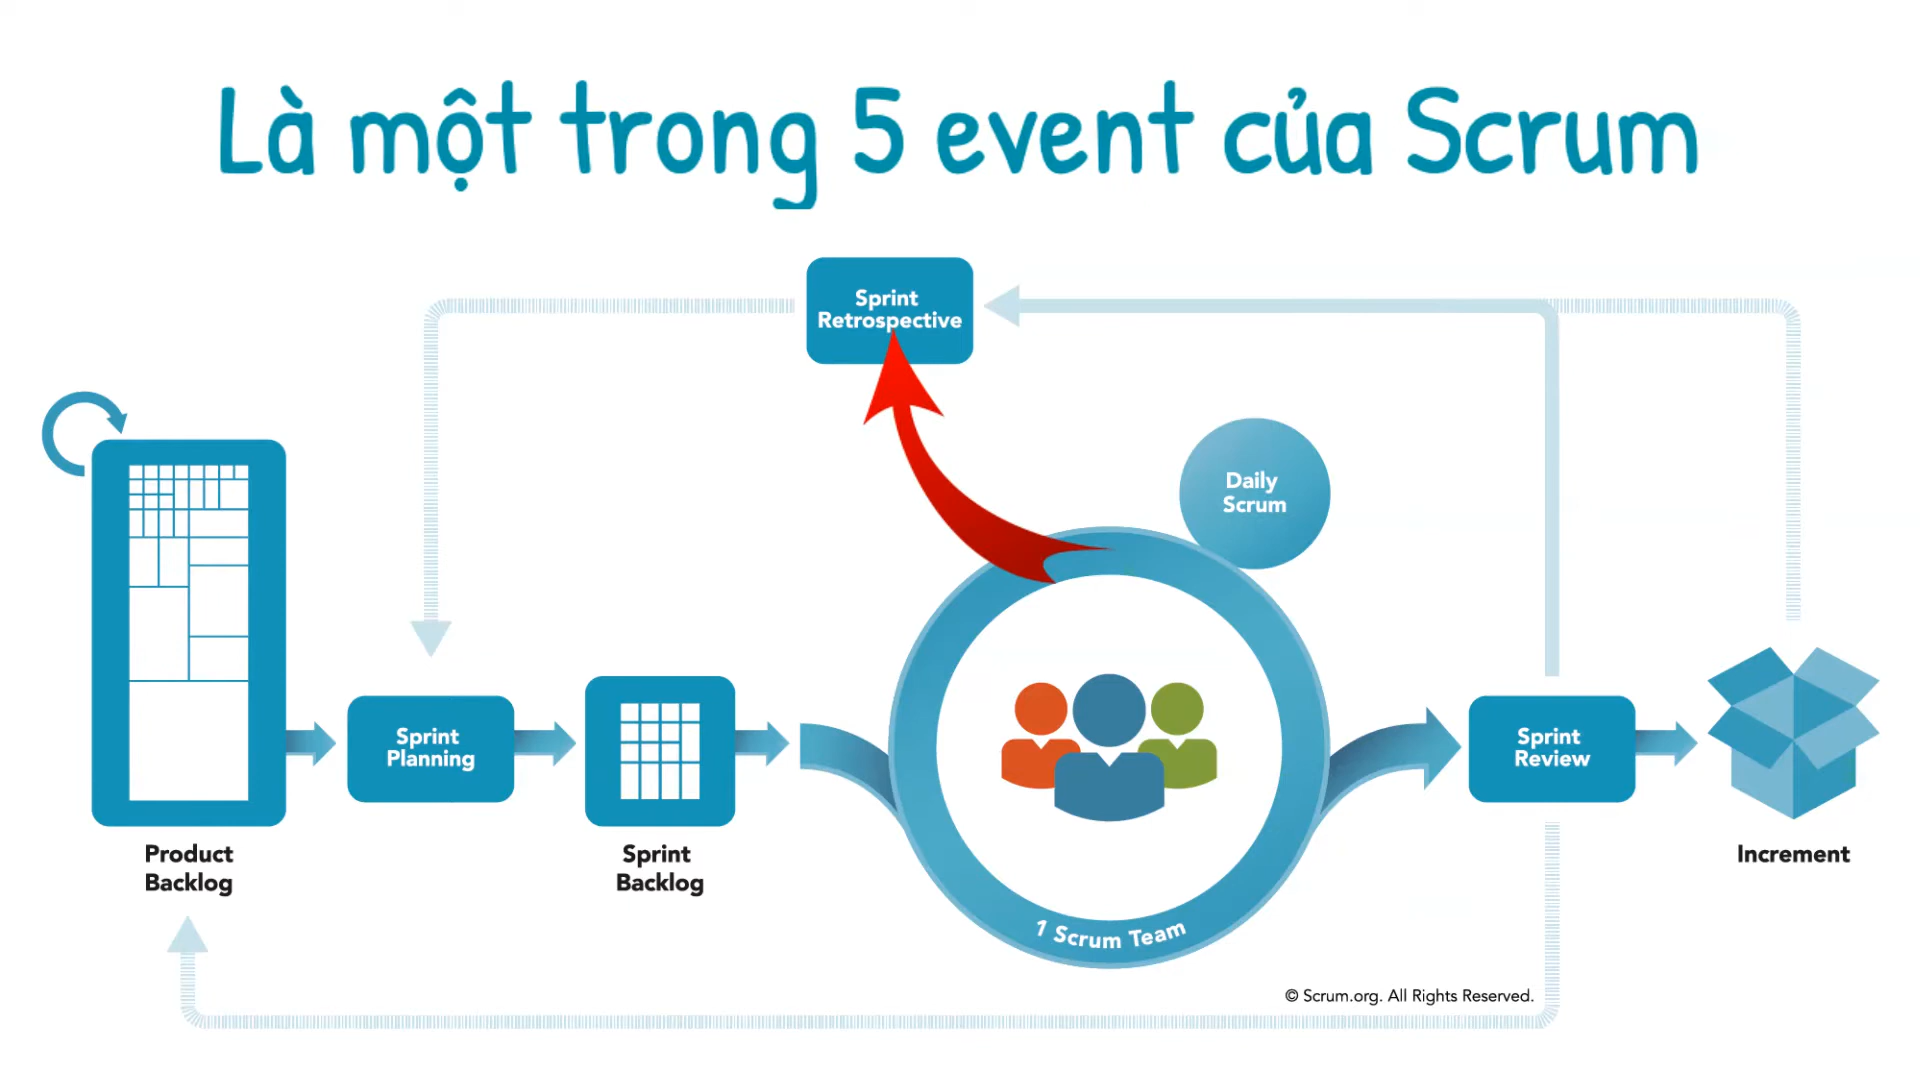 Là một trong 5 event của Scrum
Sprint
Retrospective
Daily
Scrum
Sprint
Planning
Sprint
Review
Product
Backlog
Sprint
Backlog
Increment
1 Scrum Team
© Scrum.org. All Rights Reserved.